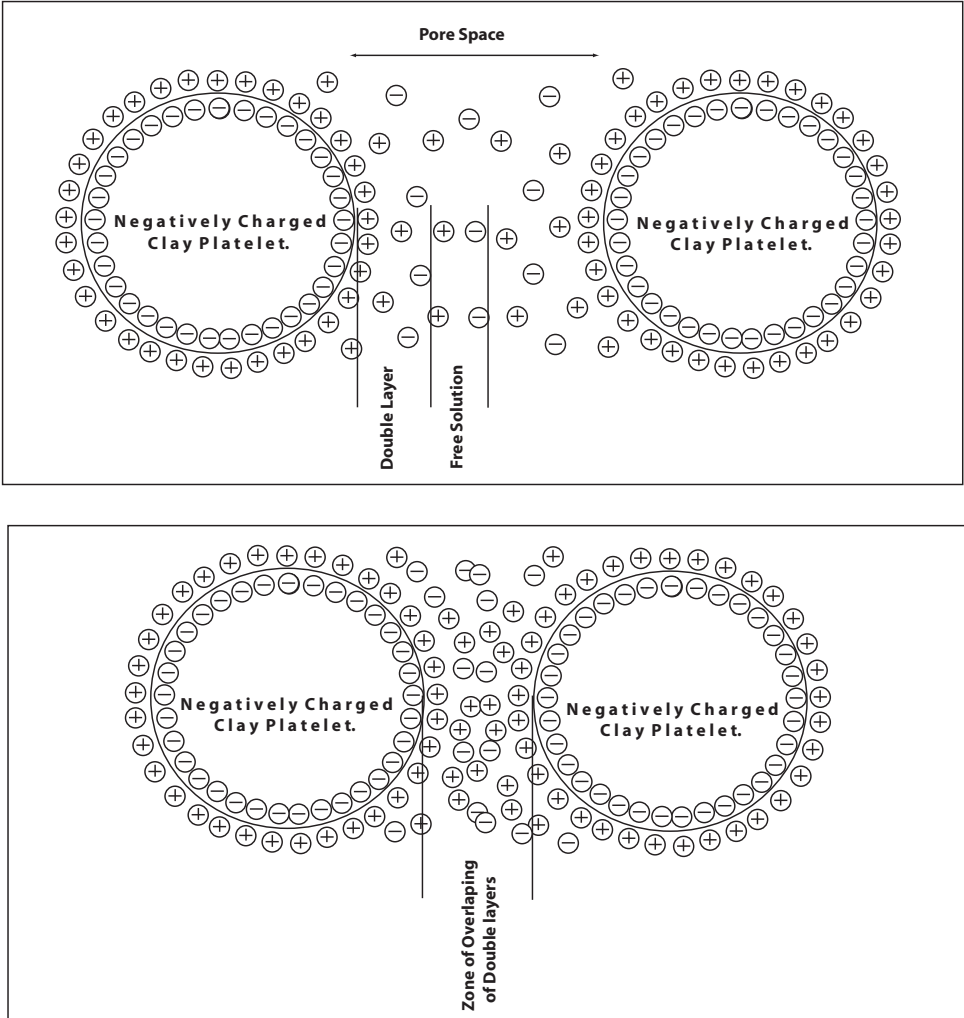 Pore Space
Negatively Charged
Clay Platelet.
Negatively Charged
Clay Platelet.
Double Layer
Free Solution
Negatively Charged
Clay Platelet.
Negatively Charged
Clay Platelet.
Zone of Overlaping
of Double layers